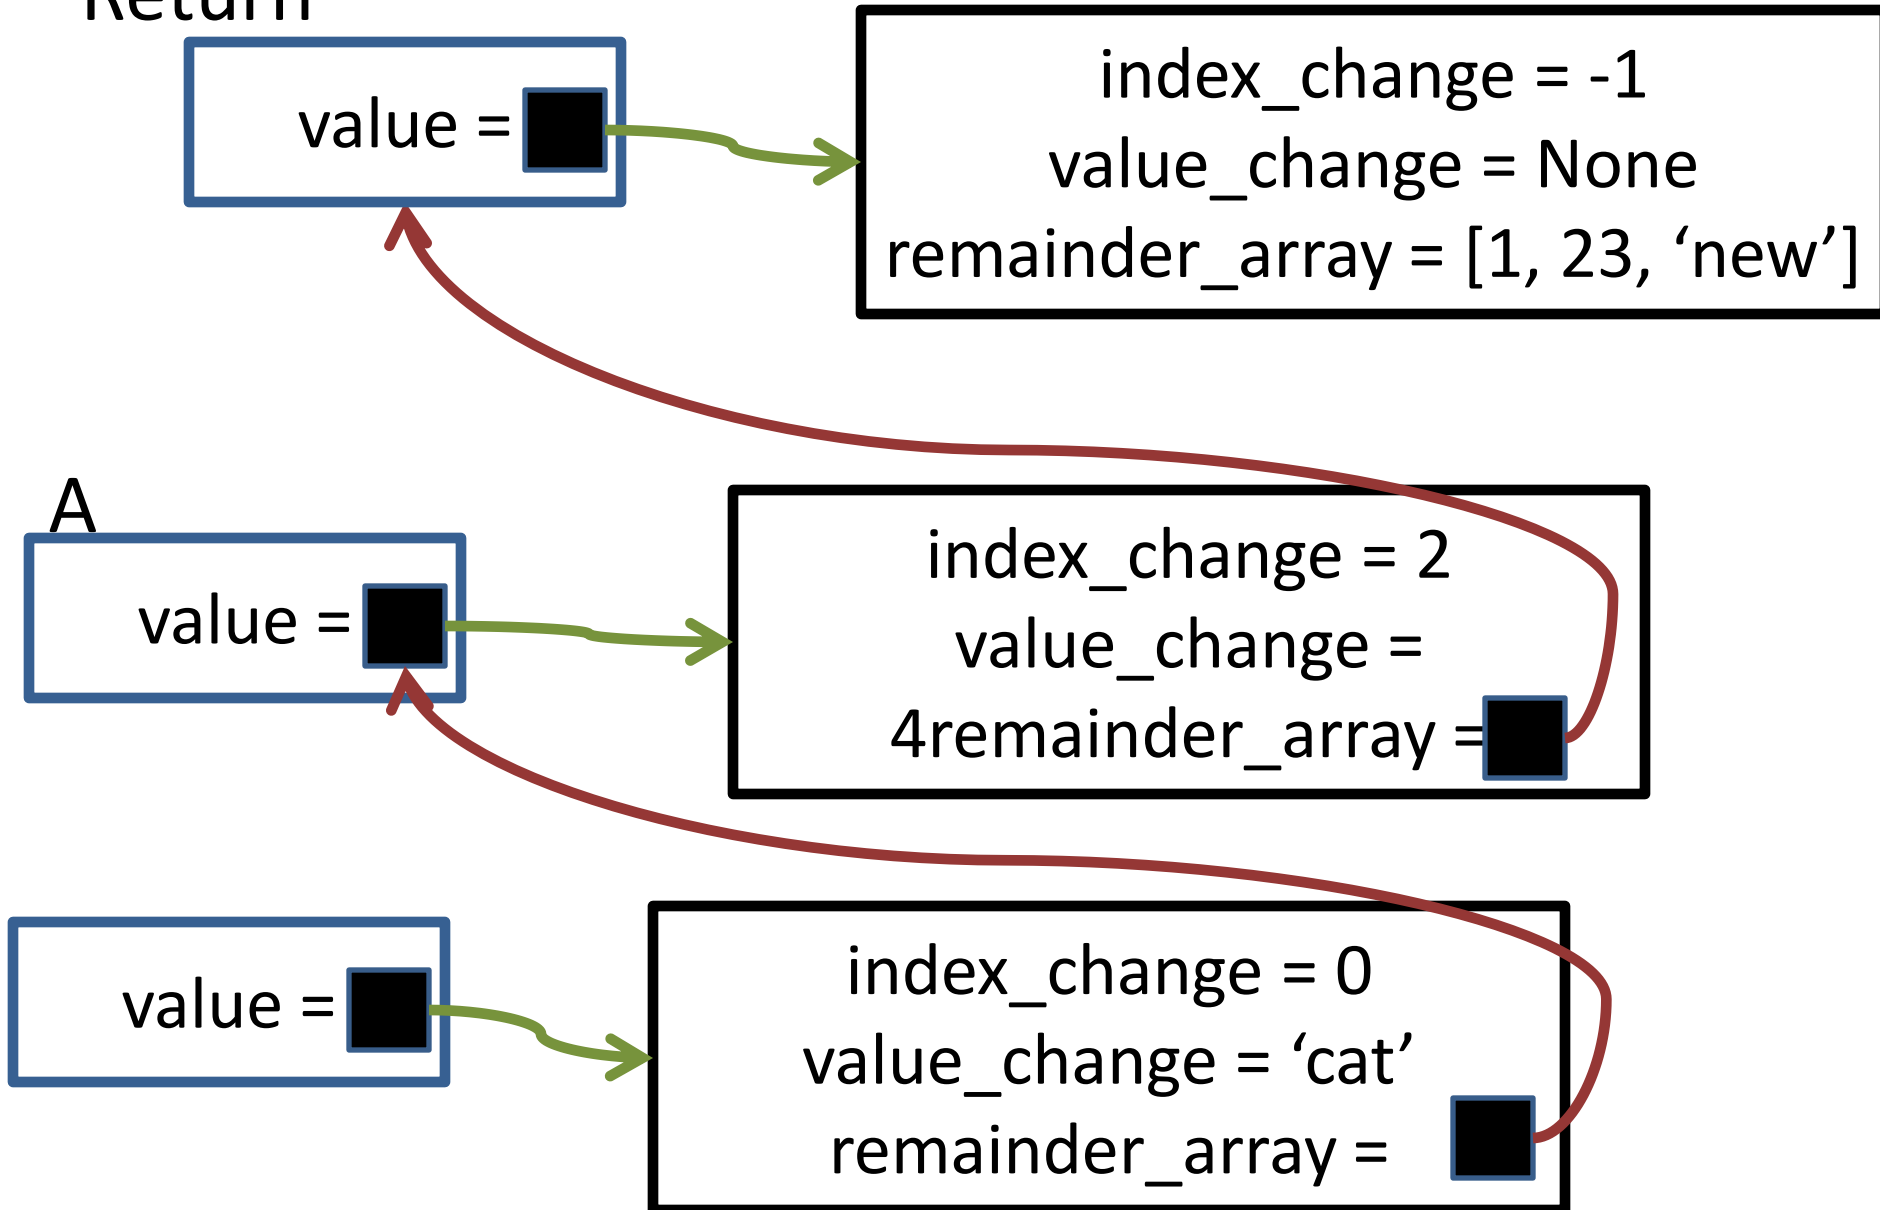 Return
value =
index_change = -1
value_change = None
remainder_array = [1, 23, ‘new’]
A
value =
index_change = 2
value_change =
4remainder_array =
value =
index_change = 0
value_change = ‘cat’
remainder_array =